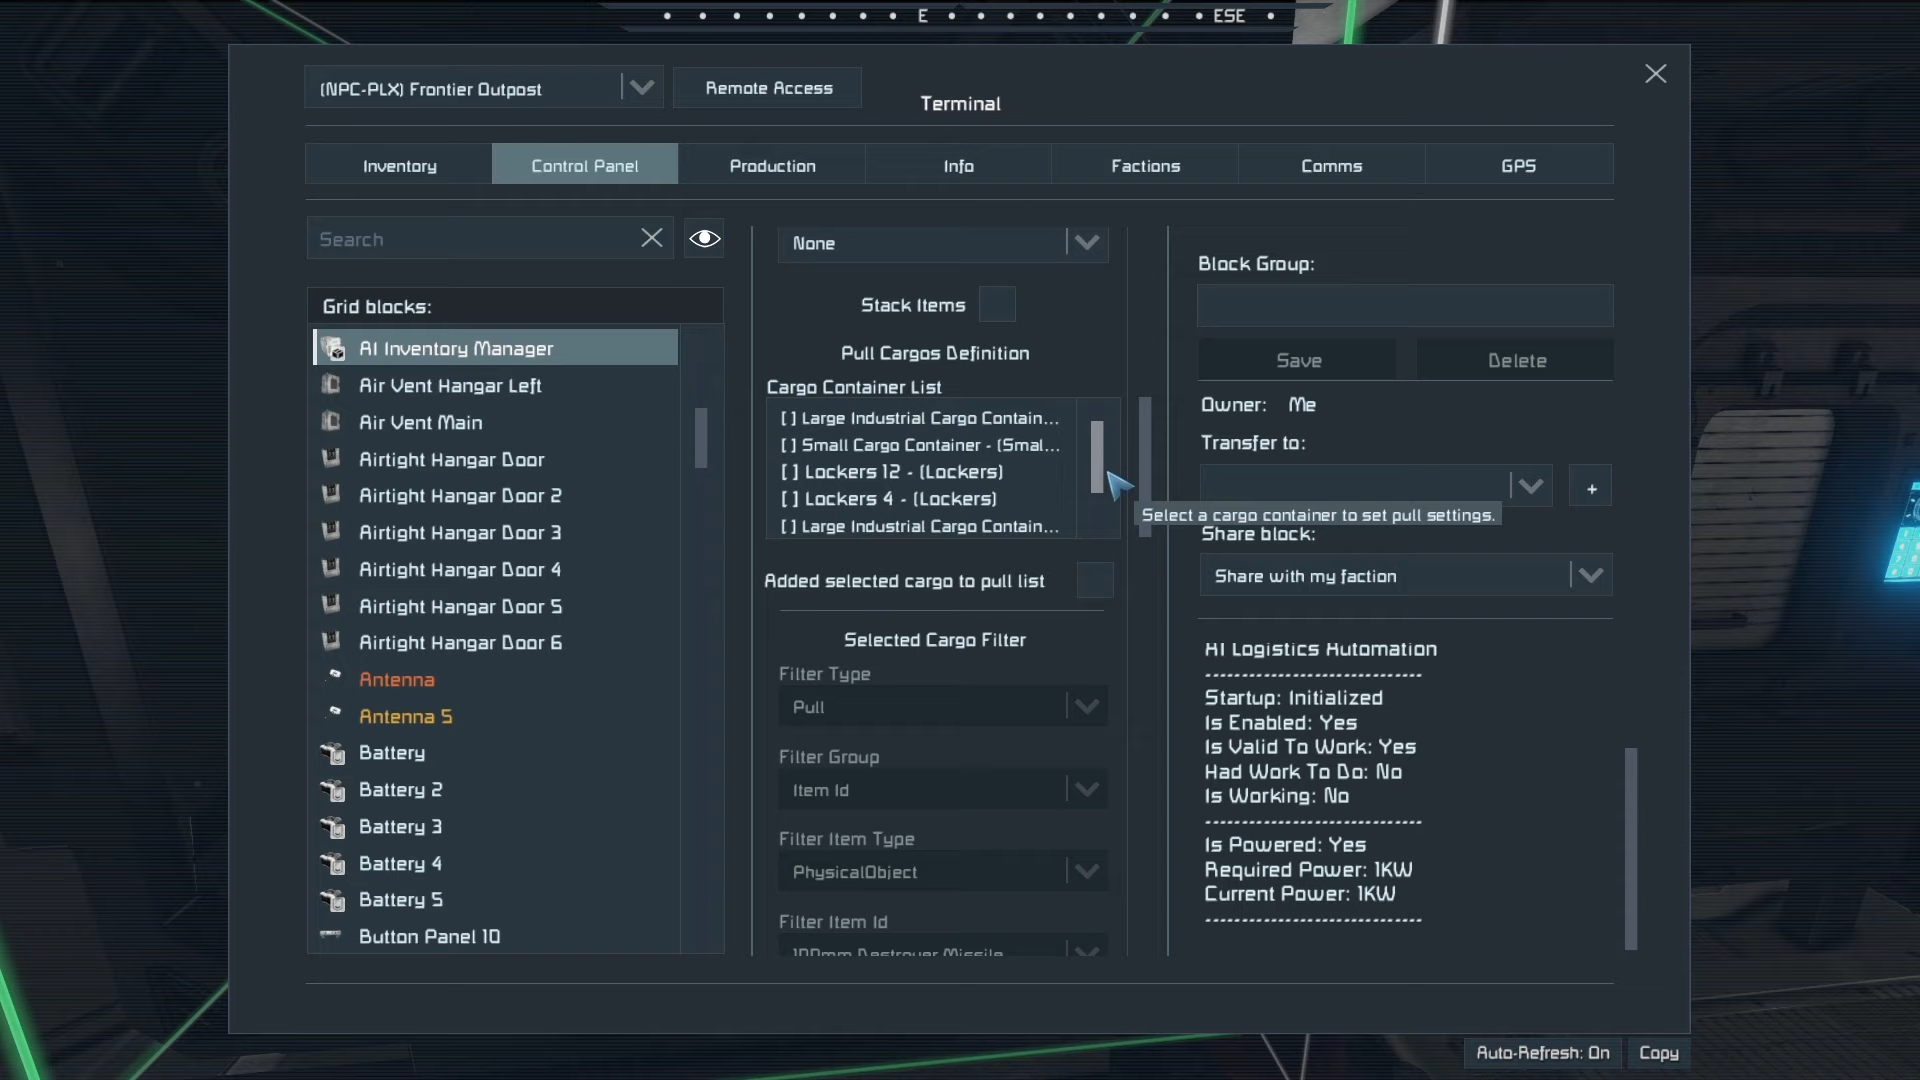 E
ESE
(NPC-PLX) Frontier Outpost
Remote Access
Terminal
Inventory
Control Panel
Production
Info
Factions
Comms
GPS
Search
Grid blocks:
AI Inventory Manager
Air Vent Hangar Left
Air Vent Main
Airtight Hangar Door
Airtight Hangar Door 2
Airtight Hangar Door 3
Airtight Hangar Door 4
Airtight Hangar Door 5
Airtight Hangar Door 6
Antenna
Antenna 5
Battery
Battery 2
Battery 3
Battery 4
Battery 5
Button Panel 10
None
Stack Items
Pull Cargos Definition
Cargo Container List
[ ] Large Industrial Cargo Contain...
[ ] Small Cargo Container - (Smal...
[ ] Lockers 12 - (Lockers)
[ ] Lockers 4 - (Lockers)
[ ] Large Industrial Cargo Contain...
Added selected cargo to pull list
Selected Cargo Filter
Filter Type
Pull
Filter Group
Item Id
Filter Item Type
PhysicalObject
Filter Item Id
100mm Destroyer Missile
Block Group:
Save
Delete
Owner: Me
Transfer to:
+
Select a cargo container to set pull settings.
Share block:
Share with my faction
AI Logistics Automation
------------------------------
Startup: Initialized
Is Enabled: Yes
Is Valid To Work: Yes
Had Work To Do: No
Is Working: No
------------------------------
Is Powered: Yes
Required Power: 1KW
Current Power: 1KW
------------------------------
Auto-Refresh: On
Copy